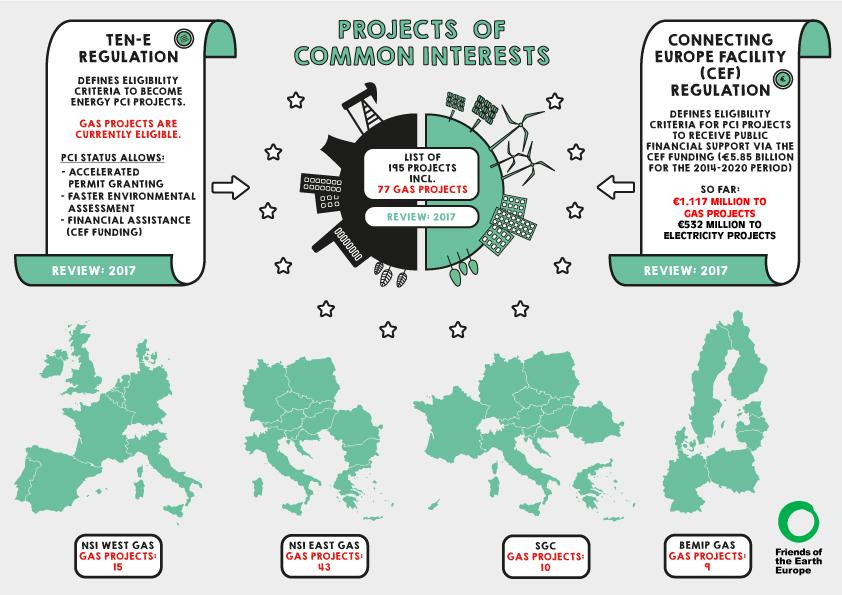 PROJECTS OF
COMMON INTERESTS
TEN-E
REGULATION
DEFINES ELIGIBILITY
CRITERIA TO BECOME
ENERGY PCI PROJECTS.
GAS PROJECTS ARE
CURRENTLY ELIGIBLE.
PCI STATUS ALLOWS:
- ACCELERATED
PERMIT GRANTING
- FASTER ENVIRONMENTAL
ASSESSMENT
- FINANCIAL ASSISTANCE
(CEF FUNDING)
REVIEW: 2017
LIST OF
195 PROJECTS
INCL.
77 GAS PROJECTS
REVIEW: 2017
CONNECTING
EUROPE FACILITY
(CEF)
REGULATION
€
DEFINES ELIGIBILITY
CRITERIA FOR PCI PROJECTS
TO RECEIVE PUBLIC
FINANCIAL SUPPORT VIA THE
CEF FUNDING (€5.85 BILLION
FOR THE 2014-2020 PERIOD)
SO FAR:
€1.117 MILLION TO
GAS PROJECTS
€532 MILLION TO
ELECTRICITY PROJECTS
REVIEW: 2017
NSI WEST GAS
GAS PROJECTS:
15
NSI EAST GAS
GAS PROJECTS:
43
SGC
GAS PROJECTS:
10
BEMIP GAS
GAS PROJECTS:
9
Friends of
the Earth
Europe